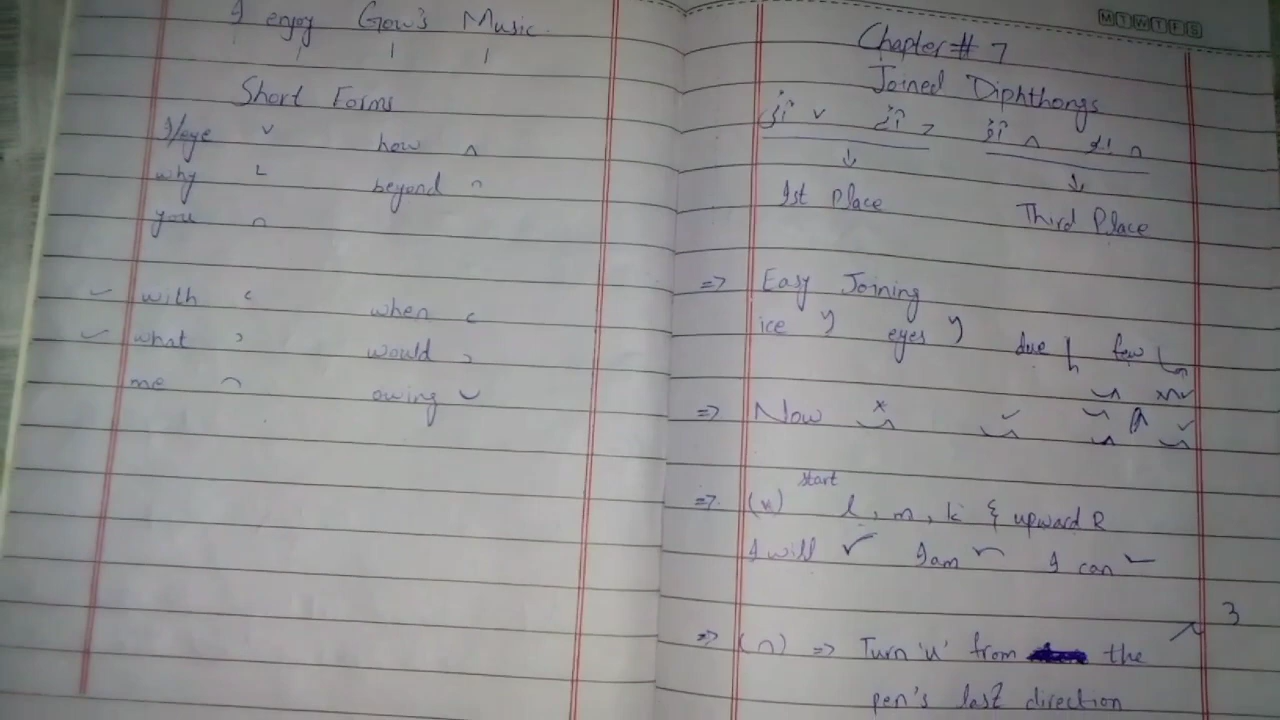 I enjoy Gow's Music.
Short Forms
I/eye how
why beyond
you
with when
what would
me owing
M T W T F S
Chapter # 7
Joined Diphthongs
1st Place Third Place
=> Easy Joining
ice eyes due few
=> Now
start
=> l, m, k & upward R
I will I am I can
3
=> => Turn 'u' from the
pen's last direction